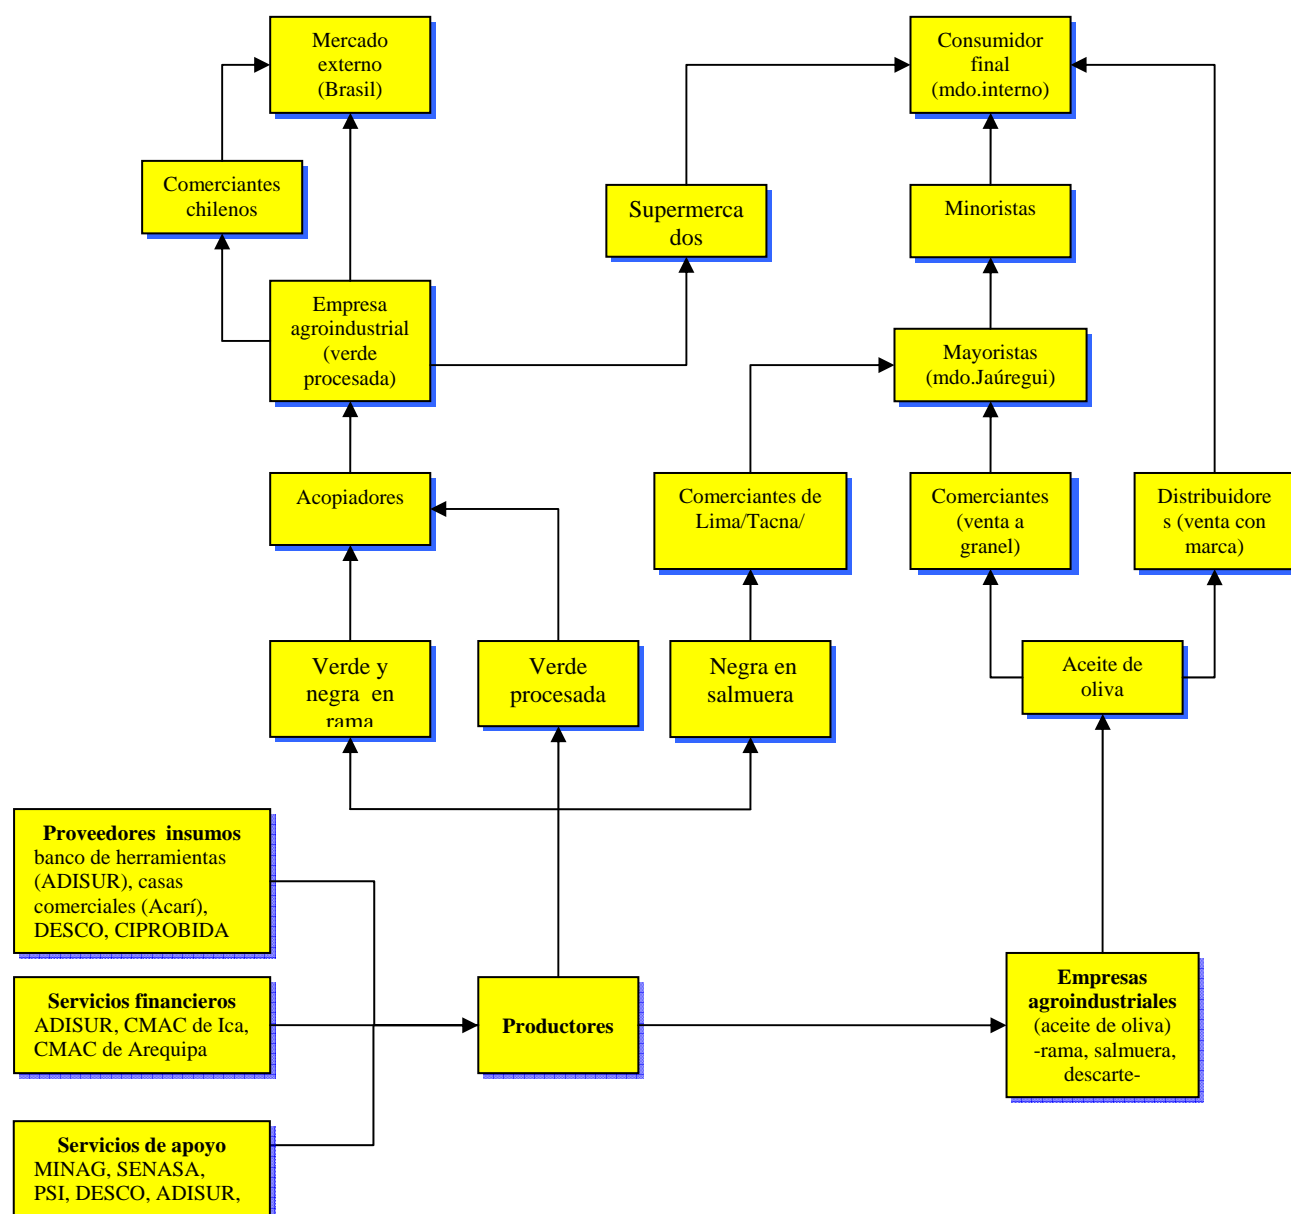 Mercado
externo
(Brasil)
Consumidor
final
(mdo.interno)
Comerciantes
chilenos
Supermerca
dos
Minoristas
Empresa
agroindustrial
(verde
procesada)
Mayoristas
(mdo.Jaúregui)
Acopiadores
Comerciantes de
Lima/Tacna/
Comerciantes
(venta a
granel)
Distribuidore
s (venta con
marca)
Verde y
negra en
rama
Verde
procesada
Negra en
salmuera
Aceite de
oliva
Proveedores insumos
banco de herramientas
(ADISUR), casas
comerciales (Acarí),
DESCO, CIPROBIDA
Servicios financieros
ADISUR, CMAC de Ica,
CMAC de Arequipa
Productores
Empresas
agroindustriales
(aceite de oliva)
-rama, salmuera,
descarte-
Servicios de apoyo
MINAG, SENASA,
PSI, DESCO, ADISUR,